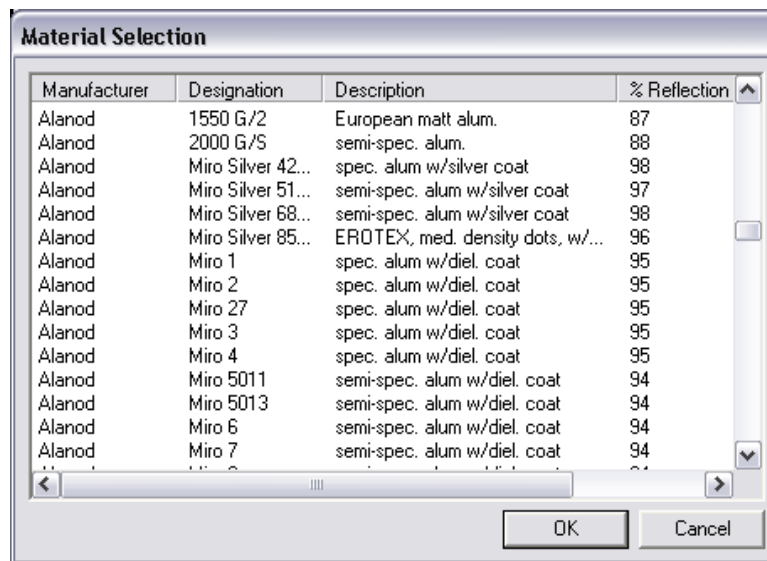 Material Selection
Manufacturer Designation Description % Reflection
Alanod 1550 G/2 European matt alum. 87
Alanod 2000 G/S semi-spec. alum. 88
Alanod Miro Silver 42... spec. alum w/silver coat 98
Alanod Miro Silver 51... semi-spec. alum w/silver coat 97
Alanod Miro Silver 68... semi-spec. alum w/silver coat 98
Alanod Miro Silver 85... EROTEX, med. density dots, w/... 96
Alanod Miro 1 spec. alum w/diel. coat 95
Alanod Miro 2 spec. alum w/diel. coat 95
Alanod Miro 27 spec. alum w/diel. coat 95
Alanod Miro 3 spec. alum w/diel. coat 95
Alanod Miro 4 spec. alum w/diel. coat 95
Alanod Miro 5011 semi-spec. alum w/diel. coat 94
Alanod Miro 5013 semi-spec. alum w/diel. coat 94
Alanod Miro 6 semi-spec. alum w/diel. coat 94
Alanod Miro 7 semi-spec. alum w/diel. coat 94
OK Cancel